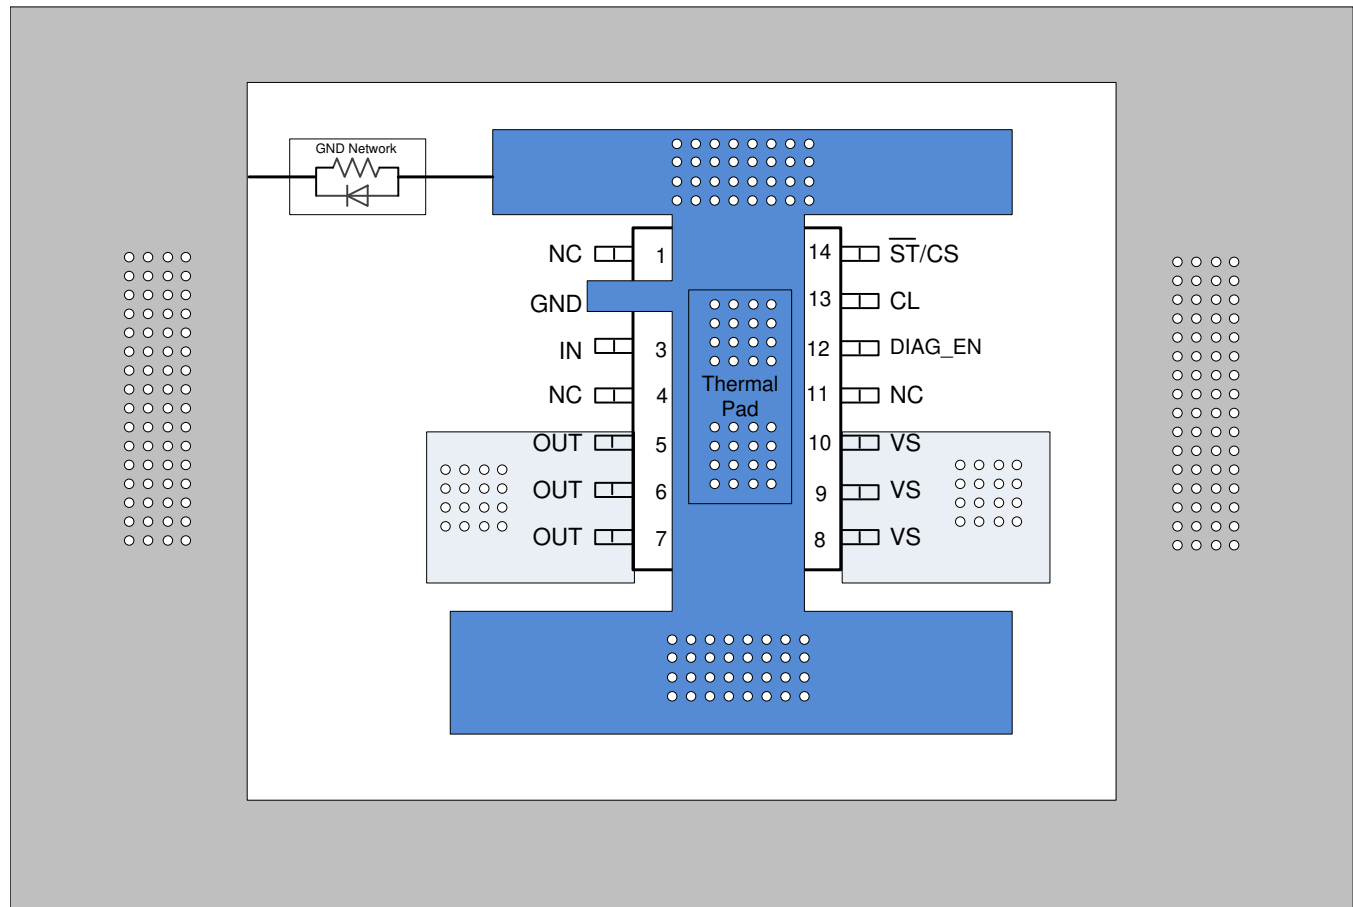 GND Network
NC 1 14 S̅T̅/CS
GND 13 CL
IN 3 12 DIAG_EN
NC 4 11 NC
Thermal
Pad
OUT 5 10 VS
OUT 6 9 VS
OUT 7 8 VS